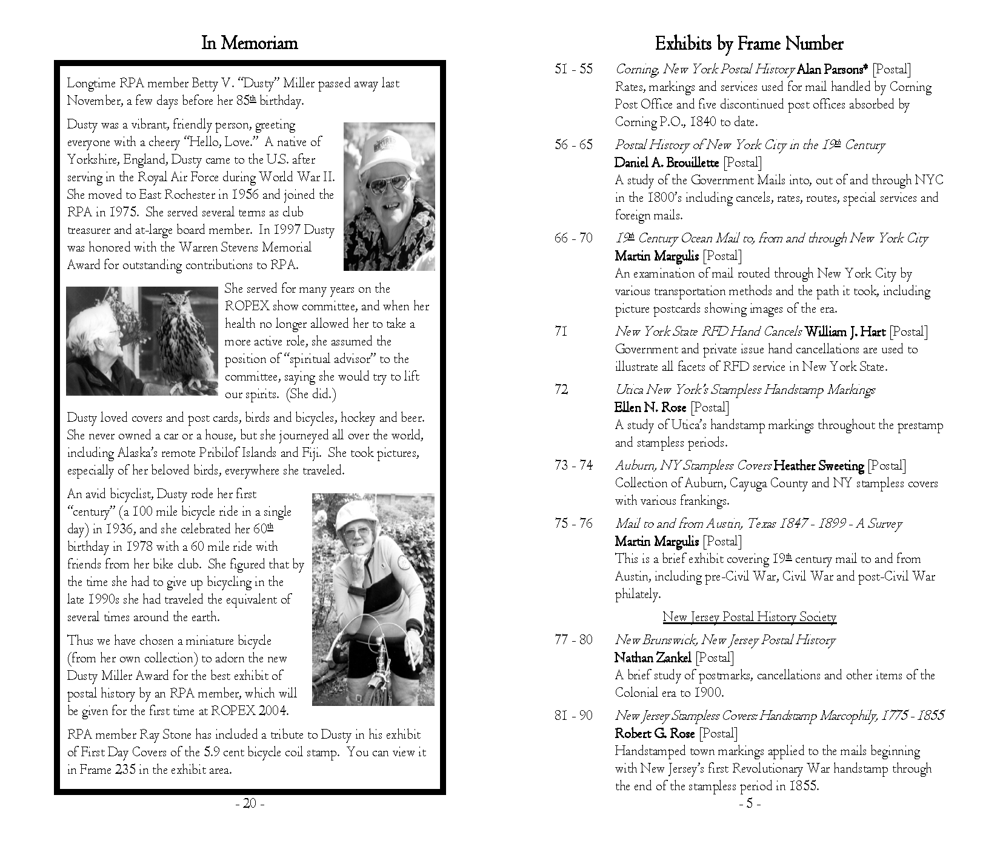 In Memoriam
Longtime RPA member Betty V. “Dusty” Miller passed away last
November, a few days before her 85th birthday.
Dusty was a vibrant, friendly person, greeting
everyone with a cheery “Hello, Love.” A native of
Yorkshire, England, Dusty came to the U.S. after
serving in the Royal Air Force during World War II.
She moved to East Rochester in 1956 and joined the
RPA in 1975. She served several terms as club
treasurer and at-large board member. In 1997 Dusty
was honored with the Warren Stevens Memorial
Award for outstanding contributions to RPA.
She served for many years on the
ROPEX show committee, and when her
health no longer allowed her to take a
more active role, she assumed the
position of “spiritual advisor” to the
committee, saying she would try to lift
our spirits. (She did.)
Dusty loved covers and post cards, birds and bicycles, hockey and beer.
She never owned a car or a house, but she journeyed all over the world,
including Alaska’s remote Pribilof Islands and Fiji. She took pictures,
especially of her beloved birds, everywhere she traveled.
An avid bicyclist, Dusty rode her first
“century” (a 100 mile bicycle ride in a single
day) in 1936, and she celebrated her 60th
birthday in 1978 with a 60 mile ride with
friends from her bike club. She figured that by
the time she had to give up bicycling in the
late 1990s she had traveled the equivalent of
several times around the earth.
Thus we have chosen a miniature bicycle
(from her own collection) to adorn the new
Dusty Miller Award for the best exhibit of
postal history by an RPA member, which will
be given for the first time at ROPEX 2004.
RPA member Ray Stone has included a tribute to Dusty in his exhibit
of First Day Covers of the 5.9 cent bicycle coil stamp. You can view it
in Frame 235 in the exhibit area.
- 20 -
Exhibits by Frame Number
51 - 55 Corning, New York Postal History Alan Parsons* [Postal]
Rates, markings and services used for mail handled by Corning
Post Office and five discontinued post offices absorbed by
Corning P.O., 1840 to date.
56 - 65 Postal History of New York City in the 19th Century
Daniel A. Brouillette [Postal]
A study of the Government Mails into, out of and through NYC
in the 1800’s including cancels, rates, routes, special services and
foreign mails.
66 - 70 19th Century Ocean Mail to, from and through New York City
Martin Margulis [Postal]
An examination of mail routed through New York City by
various transportation methods and the path it took, including
picture postcards showing images of the era.
71 New York State RFD Hand Cancels William J. Hart [Postal]
Government and private issue hand cancellations are used to
illustrate all facets of RFD service in New York State.
72 Utica New York’s Stampless Handstamp Markings
Ellen N. Rose [Postal]
A study of Utica’s handstamp markings throughout the prestamp
and stampless periods.
73 - 74 Auburn, NY Stampless Covers Heather Sweeting [Postal]
Collection of Auburn, Cayuga County and NY stampless covers
with various frankings.
75 - 76 Mail to and from Austin, Texas 1847 - 1899 - A Survey
Martin Margulis [Postal]
This is a brief exhibit covering 19th century mail to and from
Austin, including pre-Civil War, Civil War and post-Civil War
philately.
New Jersey Postal History Society
77 - 80 New Brunswick, New Jersey Postal History
Nathan Zankel [Postal]
A brief study of postmarks, cancellations and other items of the
Colonial era to 1900.
81 - 90 New Jersey Stampless Covers: Handstamp Marcophily, 1775 - 1855
Robert G. Rose [Postal]
Handstamped town markings applied to the mails beginning
with New Jersey’s first Revolutionary War handstamp through
the end of the stampless period in 1855.
- 5 -